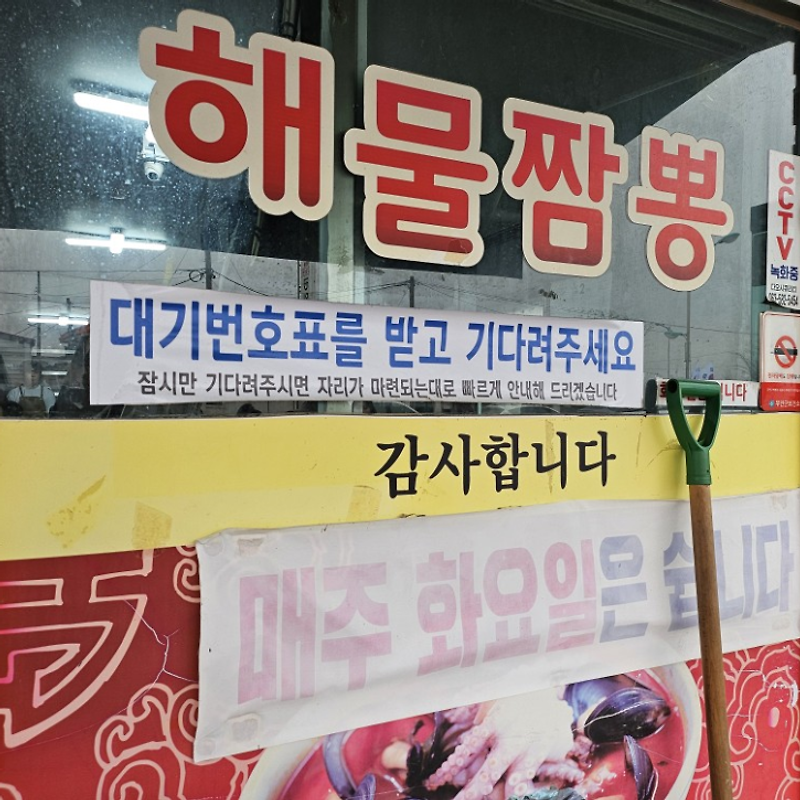 해물짬뽕
CCTV
녹화중
대기번호표를 받고 기다려주세요
잠시만 기다려주시면 자리가 마련되는대로 빠르게 안내해 드리겠습니다
감사합니다
매주 화요일은 쉽니다